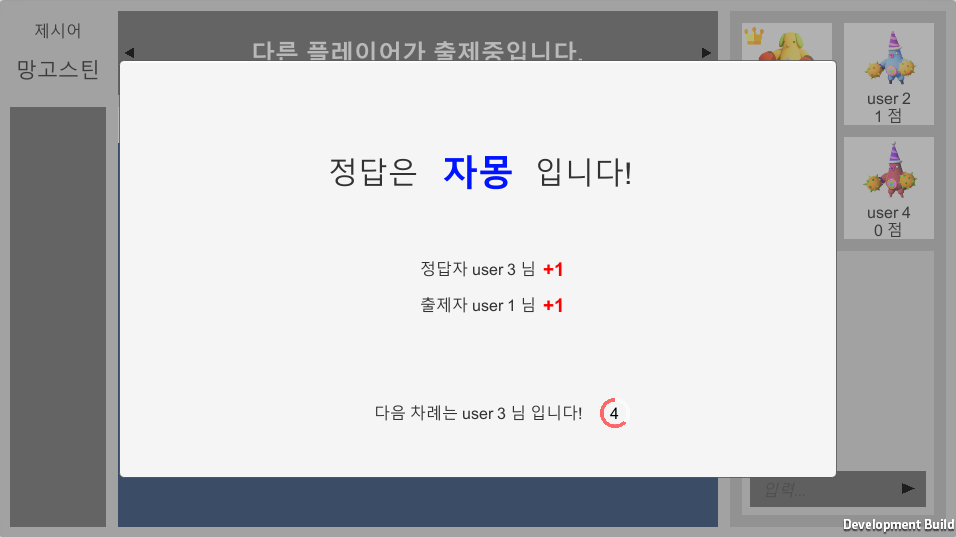 제시어
망고스틴
다른 플레이어가 출제중입니다.
user 2
1 점
user 4
0 점
정답은 자몽 입니다!
정답자 user 3 님 +1
출제자 user 1 님 +1
다음 차례는 user 3 님 입니다! 4
입력...
Development Build